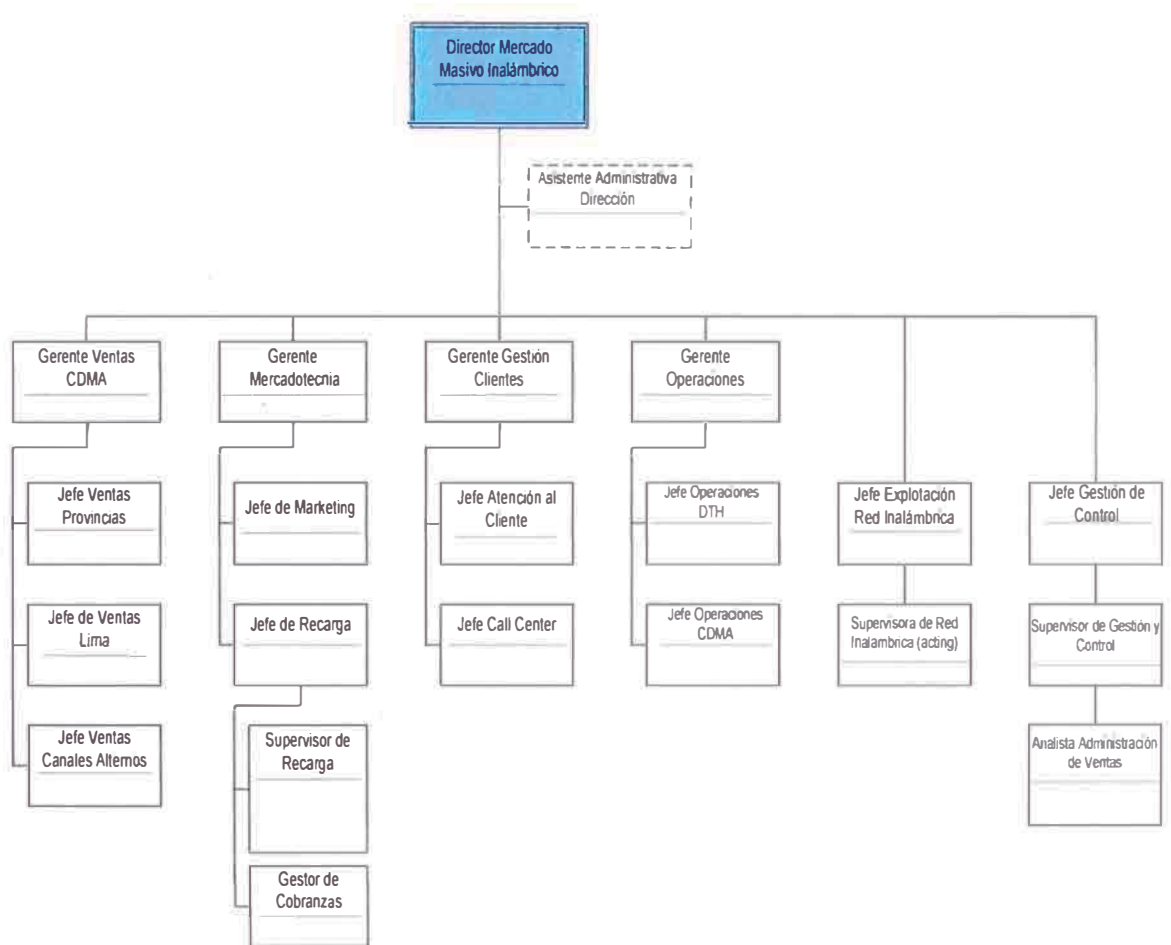 Director Mercado
Masivo Inalámbrico
Asistente Administrativa
Dirección
Gerente Ventas
CDMA
Gerente
Mercadotecnia
Gerente Gestión
Clientes
Gerente
Operaciones
Jefe Ventas
Provincias
Jefe de Marketing
Jefe Atención al
Cliente
Jefe Operaciones
DTH
Jefe Explotación
Red Inalámbrica
Jefe Gestión de
Control
Jefe de Ventas
Lima
Jefe de Recarga
Jefe Call Center
Jefe Operaciones
CDMA
Supervisora de Red
Inalambrica (acting)
Supervisor de Gestión y
Control
Jefe Ventas
Canales Alternos
Supervisor de
Recarga
Analista Administración
de Ventas
Gestor de
Cobranzas